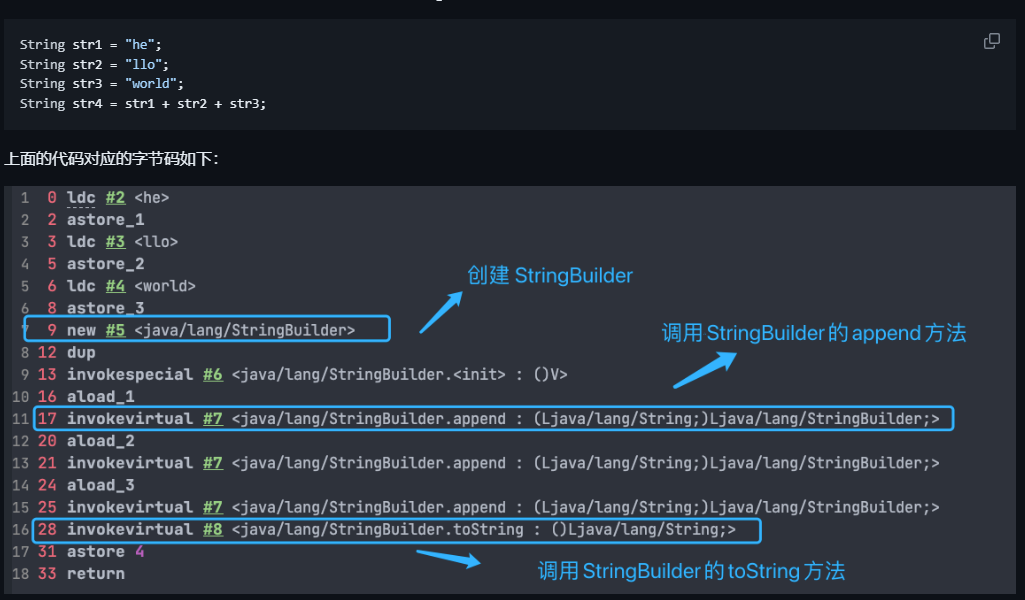 String str1 = "he";
String str2 = "llo";
String str3 = "world";
String str4 = str1 + str2 + str3;
上面的代码对应的字节码如下：
1 0 ldc #2 <he>
2 2 astore_1
3 3 ldc #3 <llo>
4 5 astore_2
5 6 ldc #4 <world>
6 8 astore_3
7 9 new #5 <java/lang/StringBuilder>
8 12 dup
9 13 invokespecial #6 <java/lang/StringBuilder.<init> : ()V>
10 16 aload_1
11 17 invokevirtual #7 <java/lang/StringBuilder.append : (Ljava/lang/String;)Ljava/lang/StringBuilder;>
12 20 aload_2
13 21 invokevirtual #7 <java/lang/StringBuilder.append : (Ljava/lang/String;)Ljava/lang/StringBuilder;>
14 24 aload_3
15 25 invokevirtual #7 <java/lang/StringBuilder.append : (Ljava/lang/String;)Ljava/lang/StringBuilder;>
16 28 invokevirtual #8 <java/lang/StringBuilder.toString : ()Ljava/lang/String;>
17 31 astore 4
18 33 return
创建 StringBuilder
调用 StringBuilder 的 append 方法
调用 StringBuilder 的 toString 方法